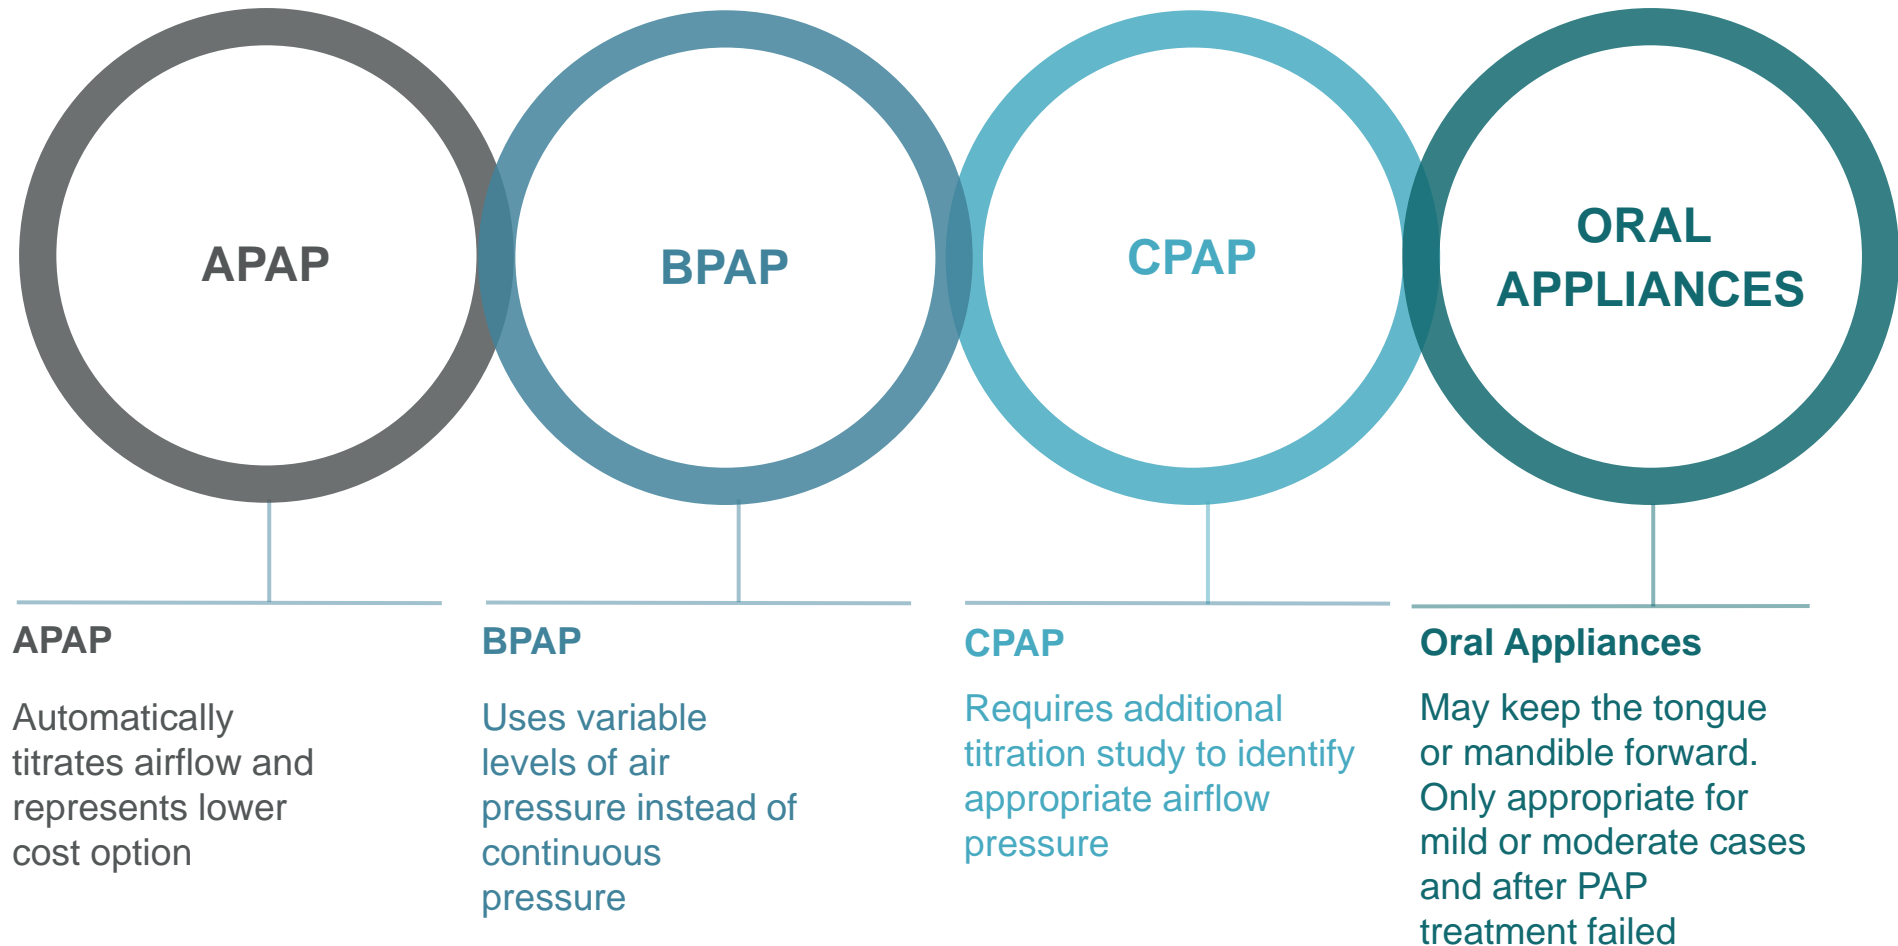 APAP
BPAP
CPAP
ORAL
APPLIANCES
APAP
Automatically
titrates airflow and
represents lower
cost option
BPAP
Uses variable
levels of air
pressure instead of
continuous
pressure
CPAP
Requires additional
titration study to identify
appropriate airflow
pressure
Oral Appliances
May keep the tongue
or mandible forward.
Only appropriate for
mild or moderate cases
and after PAP
treatment failed